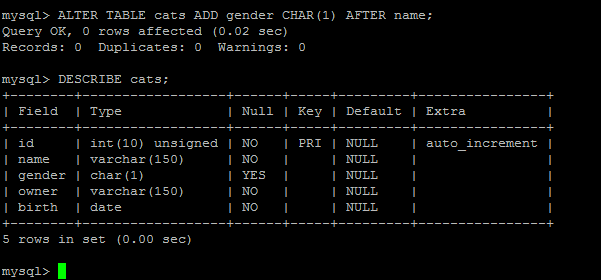 mysql> ALTER TABLE cats ADD gender CHAR(1) AFTER name;
Query OK, 0 rows affected (0.02 sec)
Records: 0  Duplicates: 0  Warnings: 0

mysql> DESCRIBE cats;
+--------+------------------+------+-----+---------+----------------+
| Field  | Type             | Null | Key | Default | Extra          |
+--------+------------------+------+-----+---------+----------------+
| id     | int(10) unsigned | NO   | PRI | NULL    | auto_increment |
| name   | varchar(150)     | NO   |     | NULL    |                |
| gender | char(1)          | YES  |     | NULL    |                |
| owner  | varchar(150)     | NO   |     | NULL    |                |
| birth  | date             | NO   |     | NULL    |                |
+--------+------------------+------+-----+---------+----------------+
5 rows in set (0.00 sec)

mysql>